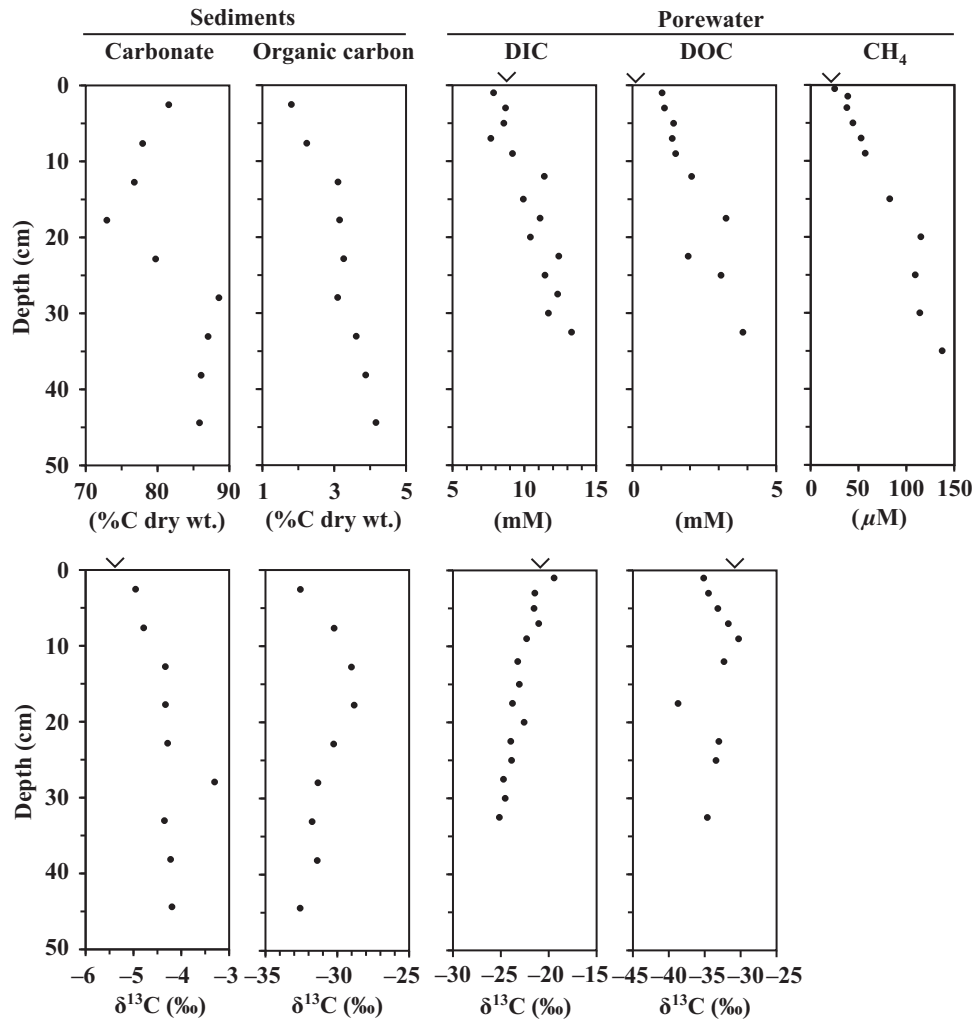 Sediments Porewater
Carbonate Organic carbon DIC DOC CH₄
0
10
20
30
40
50
Depth (cm)
70 80 90 1 3 5 5 10 15 0 5 0 50 100 150
(%C dry wt.) (%C dry wt.) (mM) (mM) (μM)
0
10
20
30
40
50
Depth (cm)
–6 –5 –4 –3 –35 –30 –25 –30 –25 –20 –15 –45 –35 –25
δ¹³C (‰) δ¹³C (‰) δ¹³C (‰) δ¹³C (‰)